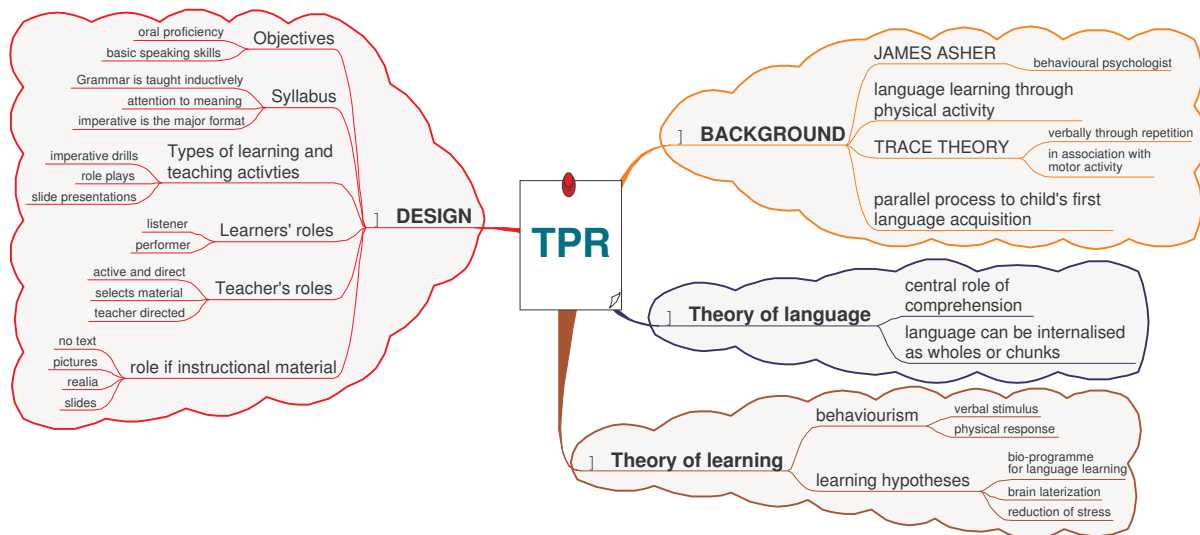 TPR
DESIGN
Objectives
oral proficiency
basic speaking skills
Syllabus
Grammar is taught inductively
attention to meaning
imperative is the major format
Types of learning and
teaching activties
imperative drills
role plays
slide presentations
Learners' roles
listener
performer
Teacher's roles
active and direct
selects material
teacher directed
role if instructional material
no text
pictures
realia
slides
BACKGROUND
JAMES ASHER
behavioural psychologist
language learning through
physical activity
TRACE THEORY
verbally through repetition
in association with
motor activity
parallel process to child's first
language acquisition
Theory of language
central role of
comprehension
language can be internalised
as wholes or chunks
Theory of learning
behaviourism
verbal stimulus
physical response
learning hypotheses
bio-programme
for language learning
brain laterization
reduction of stress